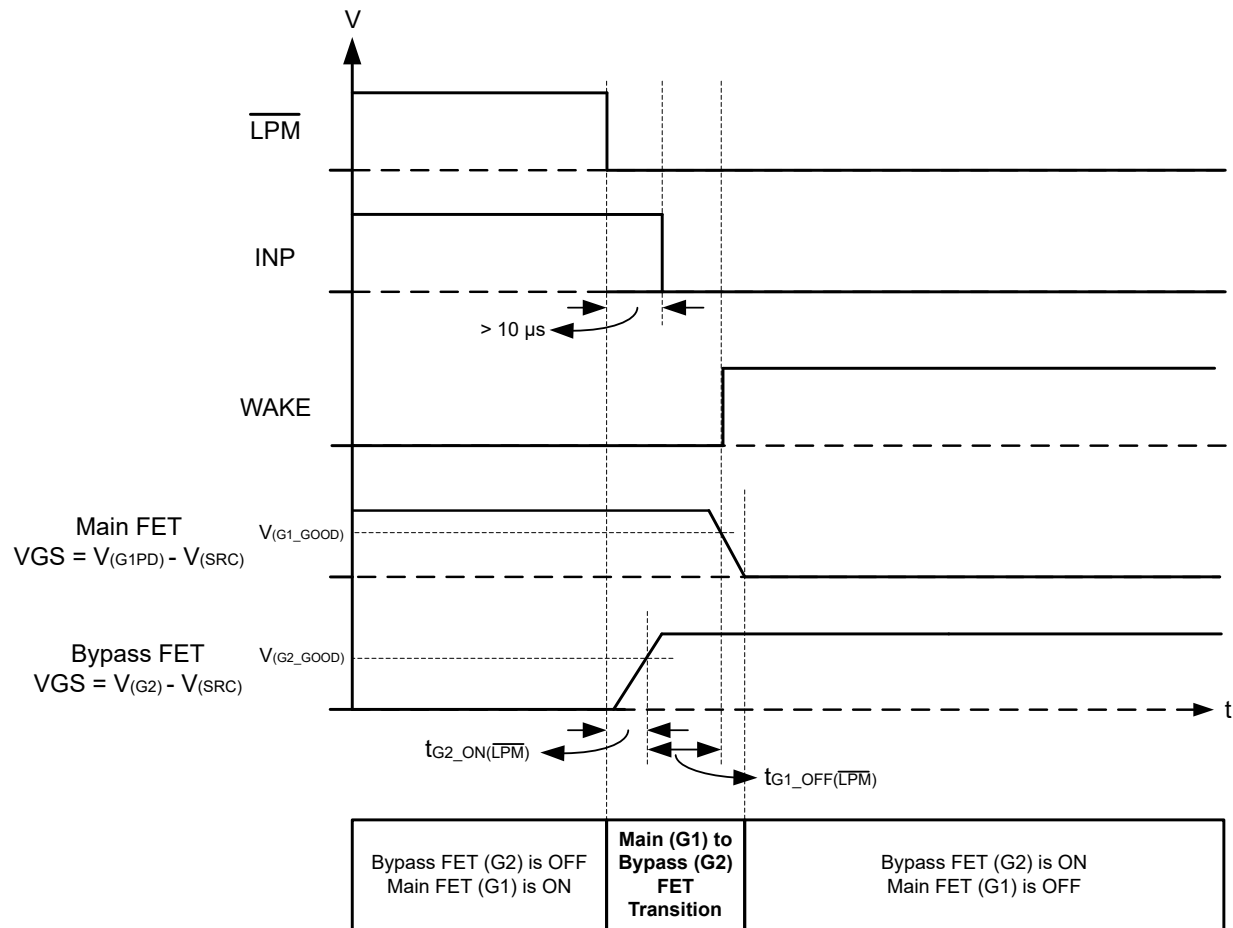 V
LPM
INP
> 10 µs
WAKE
Main FET
VGS = V(G1PD) - V(SRC)
V(G1_GOOD)
Bypass FET
VGS = V(G2) - V(SRC)
V(G2_GOOD)
t
tG2_ON(LPM)
tG1_OFF(LPM)
Bypass FET (G2) is OFF
Main FET (G1) is ON
Main (G1) to
Bypass (G2)
FET
Transition
Bypass FET (G2) is ON
Main FET (G1) is OFF